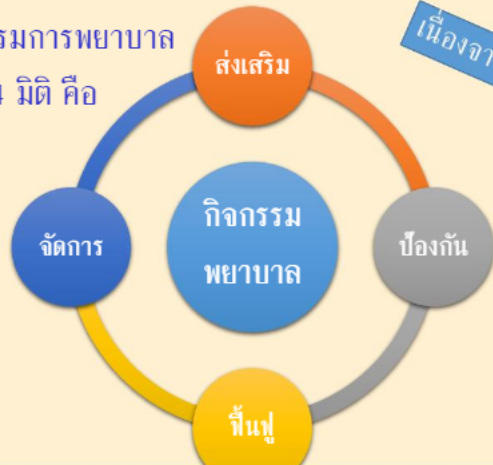 รมการพยาบาล
มิติ คือ
เนื่องจา
ส่งเสริม
จัดการ
กิจกรรม
พยาบาล
ป้องกัน
ฟื้นฟู